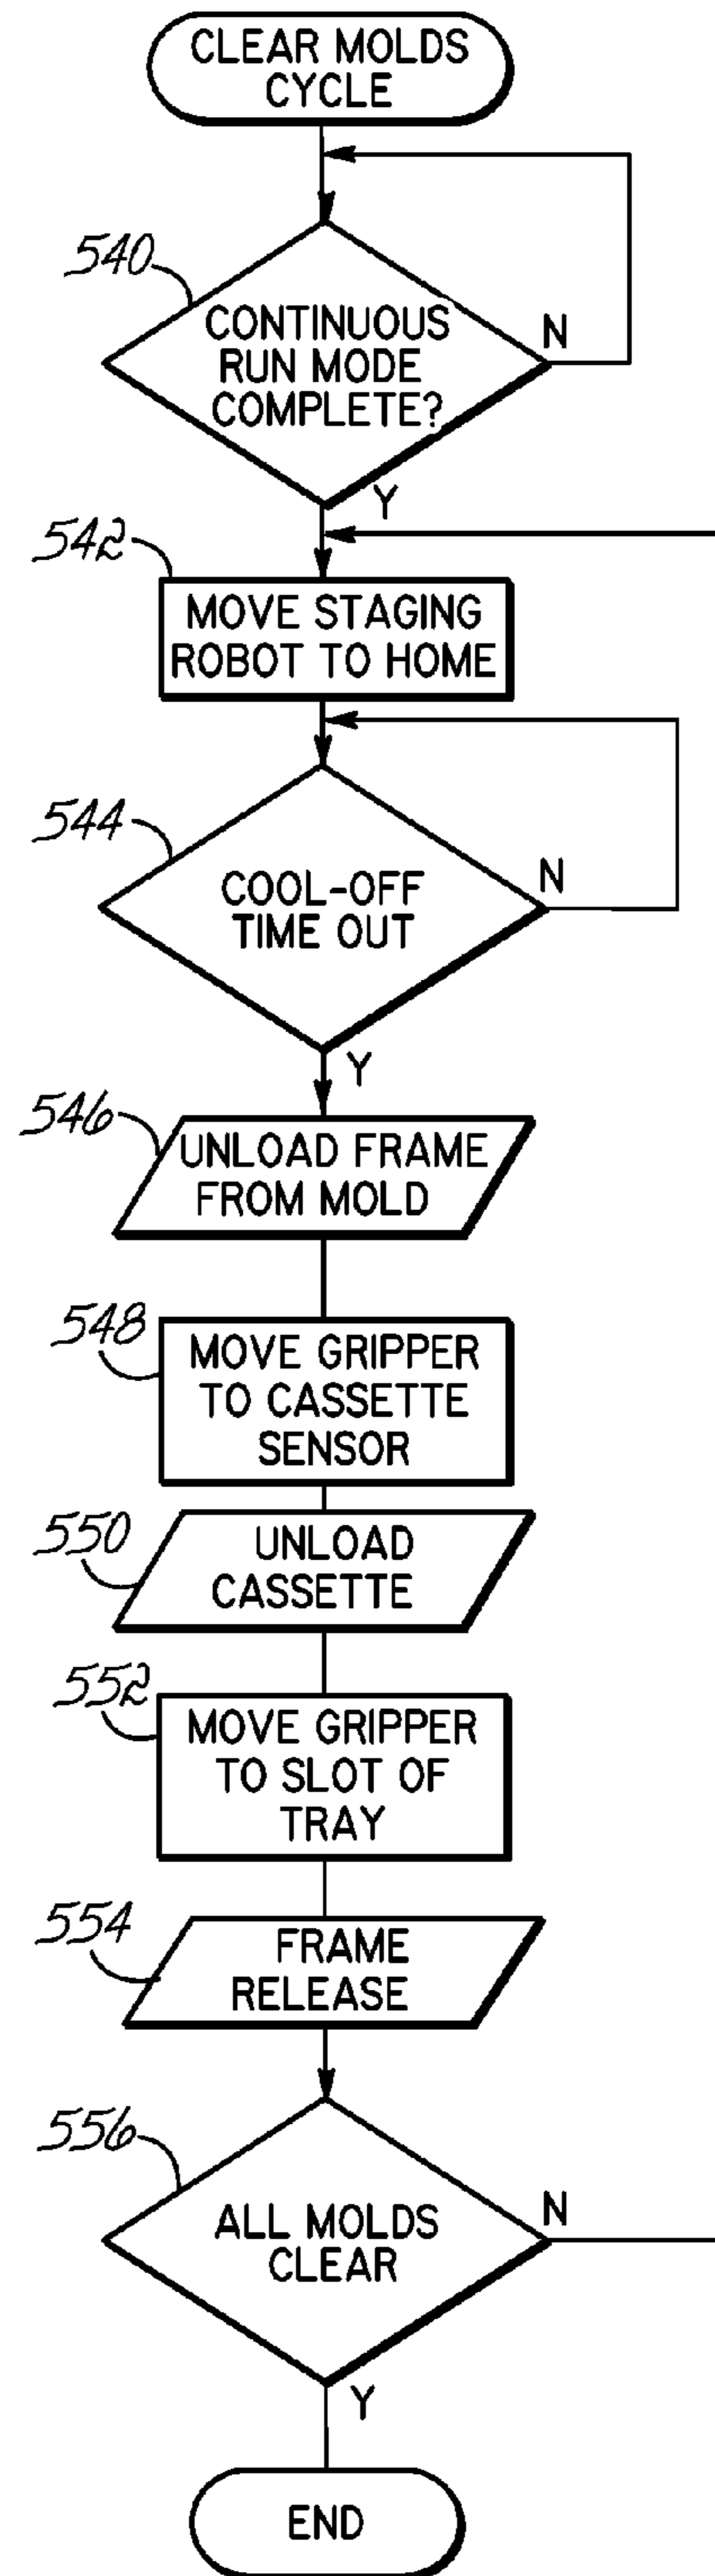 CLEAR MOLDS
CYCLE
540
CONTINUOUS
RUN MODE
COMPLETE?
N
Y
542
MOVE STAGING
ROBOT TO HOME
544
COOL-OFF
TIME OUT
N
Y
546
UNLOAD FRAME
FROM MOLD
548
MOVE GRIPPER
TO CASSETTE
SENSOR
550
UNLOAD
CASSETTE
552
MOVE GRIPPER
TO SLOT OF
TRAY
554
FRAME
RELEASE
556
ALL MOLDS
CLEAR
N
Y
END